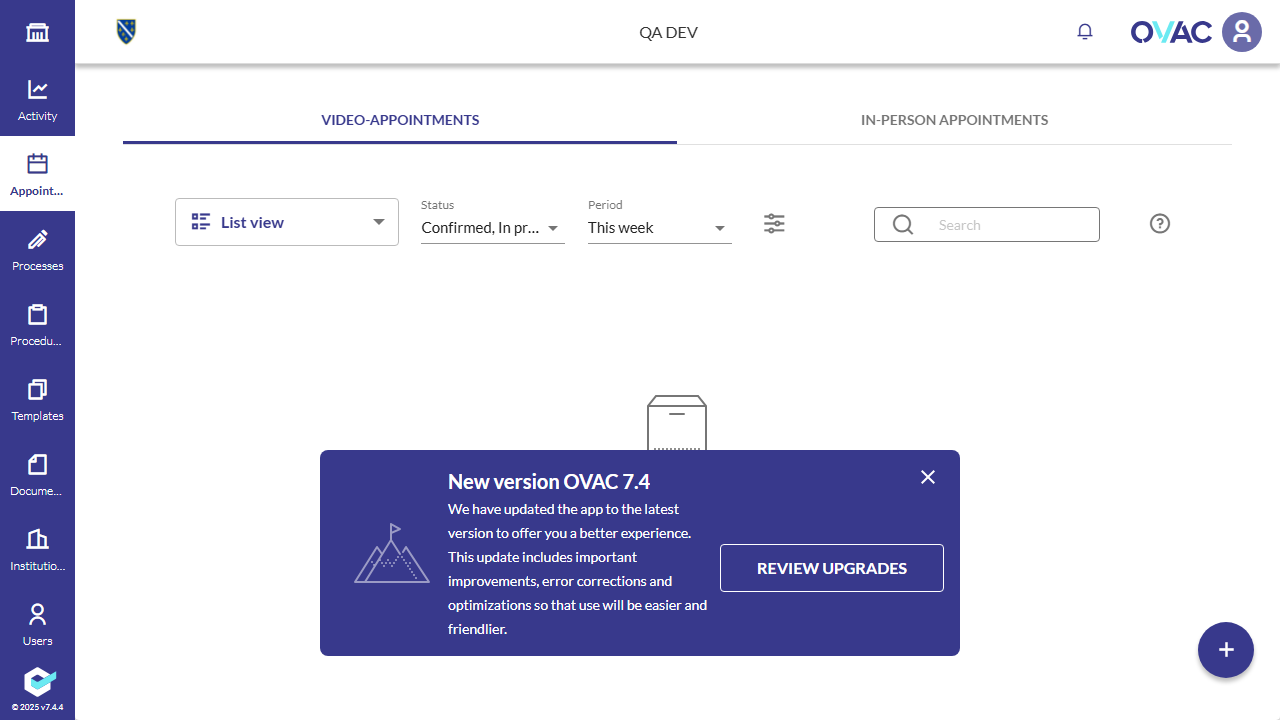 QA DEV
OVAC
Activity
VIDEO-APPOINTMENTS
IN-PERSON APPOINTMENTS
Appoint...
List view
Status
Confirmed, In pr...
Period
This week
Search
Processes
Procedu...
Templates
Docume...
Institutio...
Users
© 2025 v7.4.4
New version OVAC 7.4
We have updated the app to the latest
version to offer you a better experience.
This update includes important
improvements, error corrections and
optimizations so that use will be easier and
friendlier.
REVIEW UPGRADES